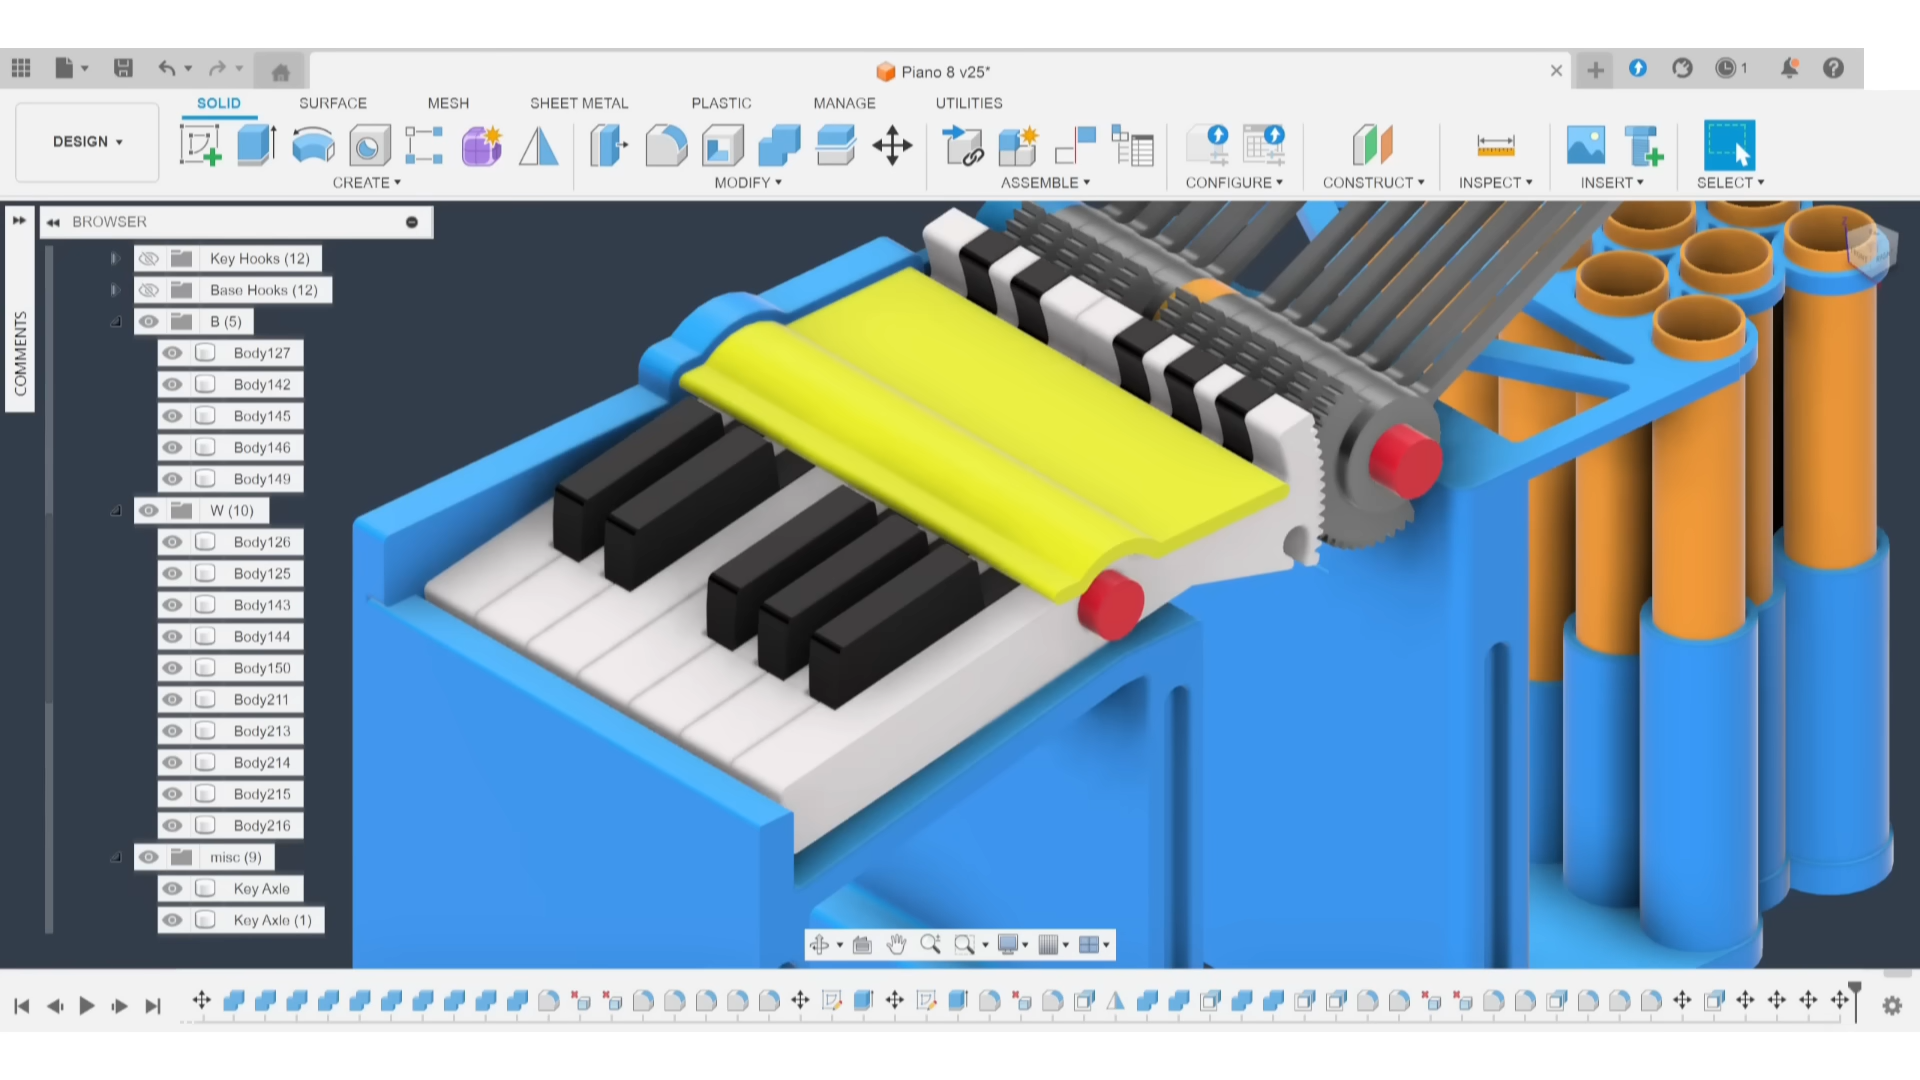 Piano 8 v25*
1
DESIGN
SOLID
SURFACE
MESH
SHEET METAL
PLASTIC
MANAGE
UTILITIES
CREATE
MODIFY
ASSEMBLE
CONFIGURE
CONSTRUCT
INSPECT
INSERT
SELECT
COMMENTS
BROWSER
Key Hooks (12)
Base Hooks (12)
B (5)
Body127
Body142
Body145
Body146
Body149
W (10)
Body126
Body125
Body143
Body144
Body150
Body211
Body213
Body214
Body215
Body216
misc (9)
Key Axle
Key Axle (1)